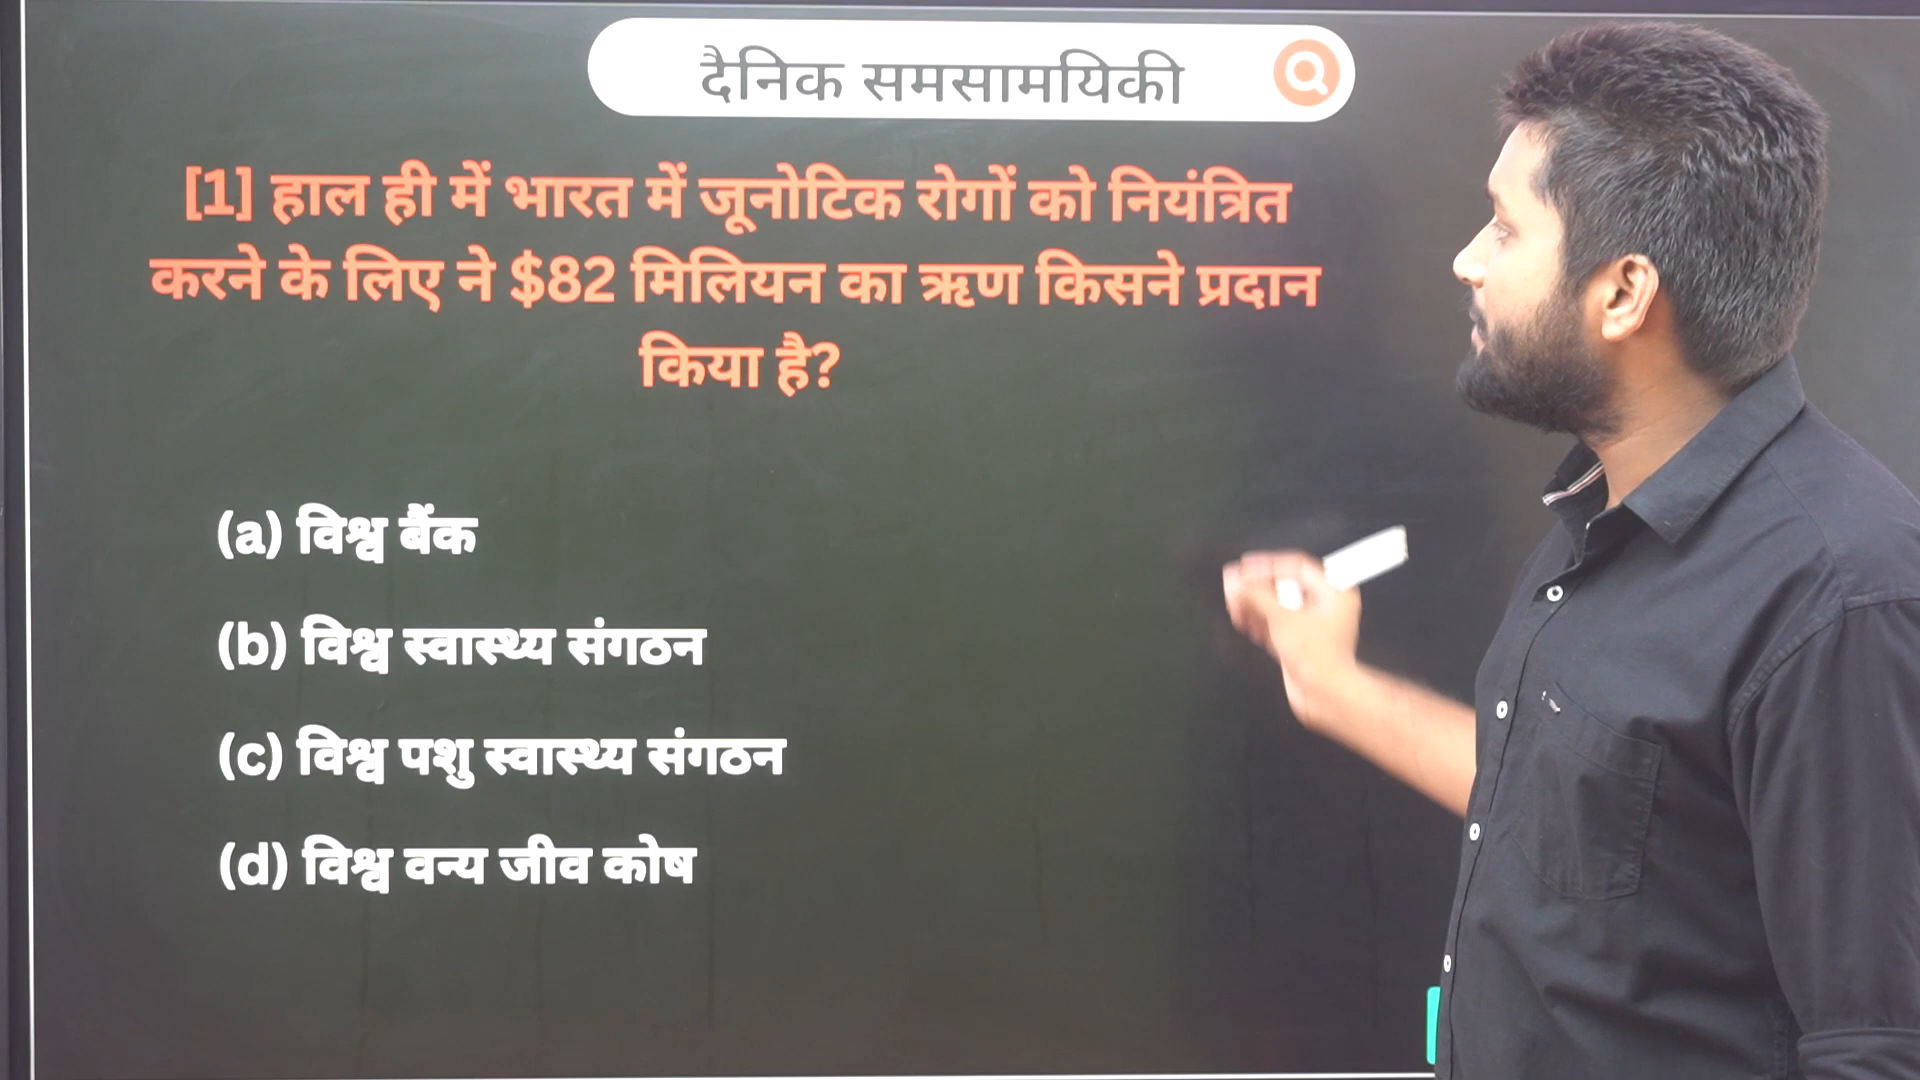 दैनिक समसामयिकी
[1] हाल ही में भारत में जूनोटिक रोगों को नियंत्रित
करने के लिए ने $82 मिलियन का ऋण किसने प्रदान
किया है?
(a) विश्व बैंक
(b) विश्व स्वास्थ्य संगठन
(c) विश्व पशु स्वास्थ्य संगठन
(d) विश्व वन्य जीव कोष